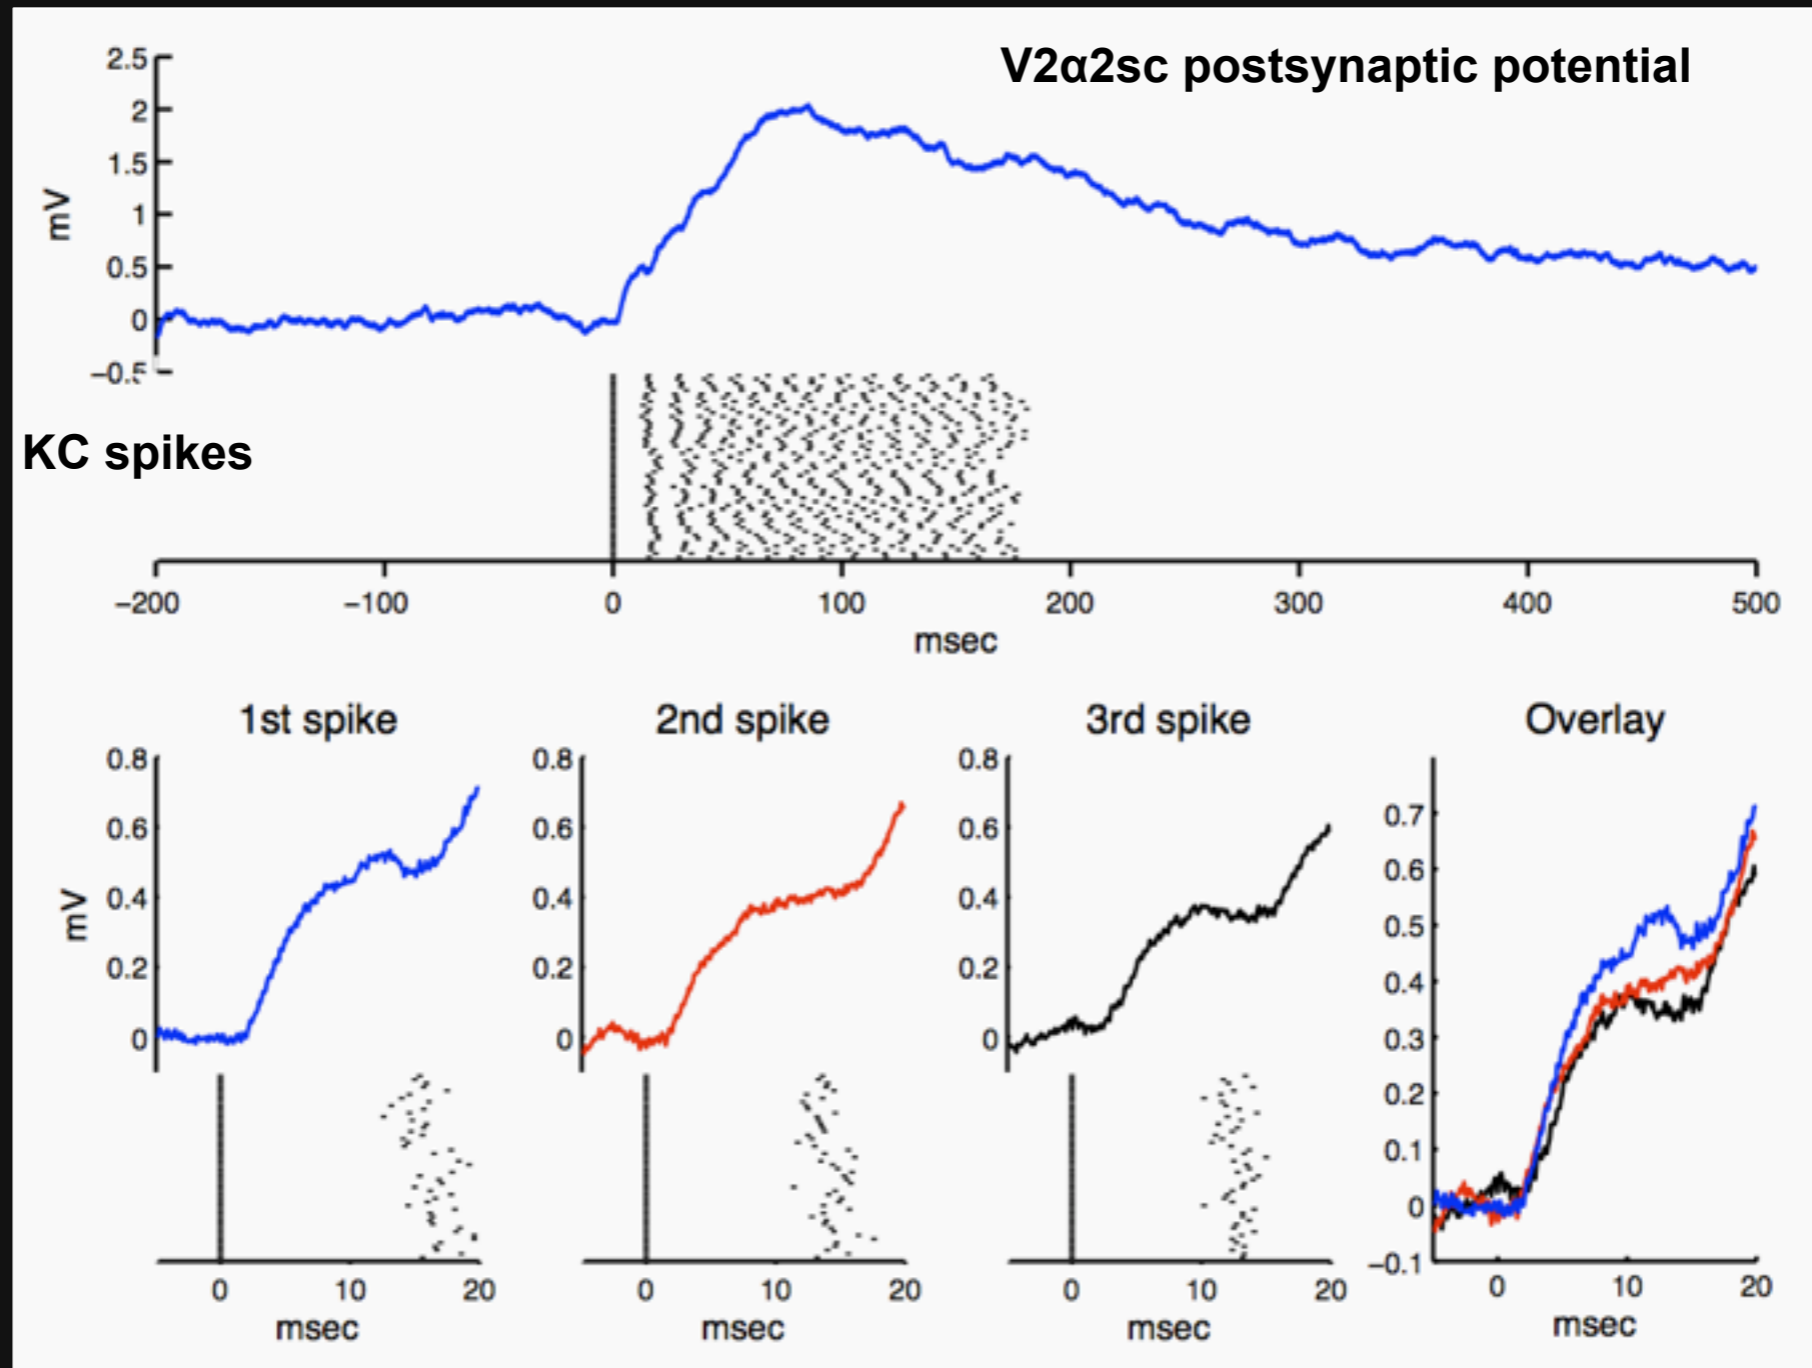 V2α2sc postsynaptic potential
2.5
2
1.5
1
0.5
0
−0.5
mV
KC spikes
−200 −100 0 100 200 300 400 500
msec
1st spike 2nd spike 3rd spike Overlay
0.8 0.8 0.8
0.7
0.6 0.6 0.6 0.6
0.5
0.4 0.4 0.4 0.4
0.3
0.2 0.2 0.2 0.2
0.1
0 0 0 0
−0.1
mV
0 10 20 0 10 20 0 10 20 0 10 20
msec msec msec msec